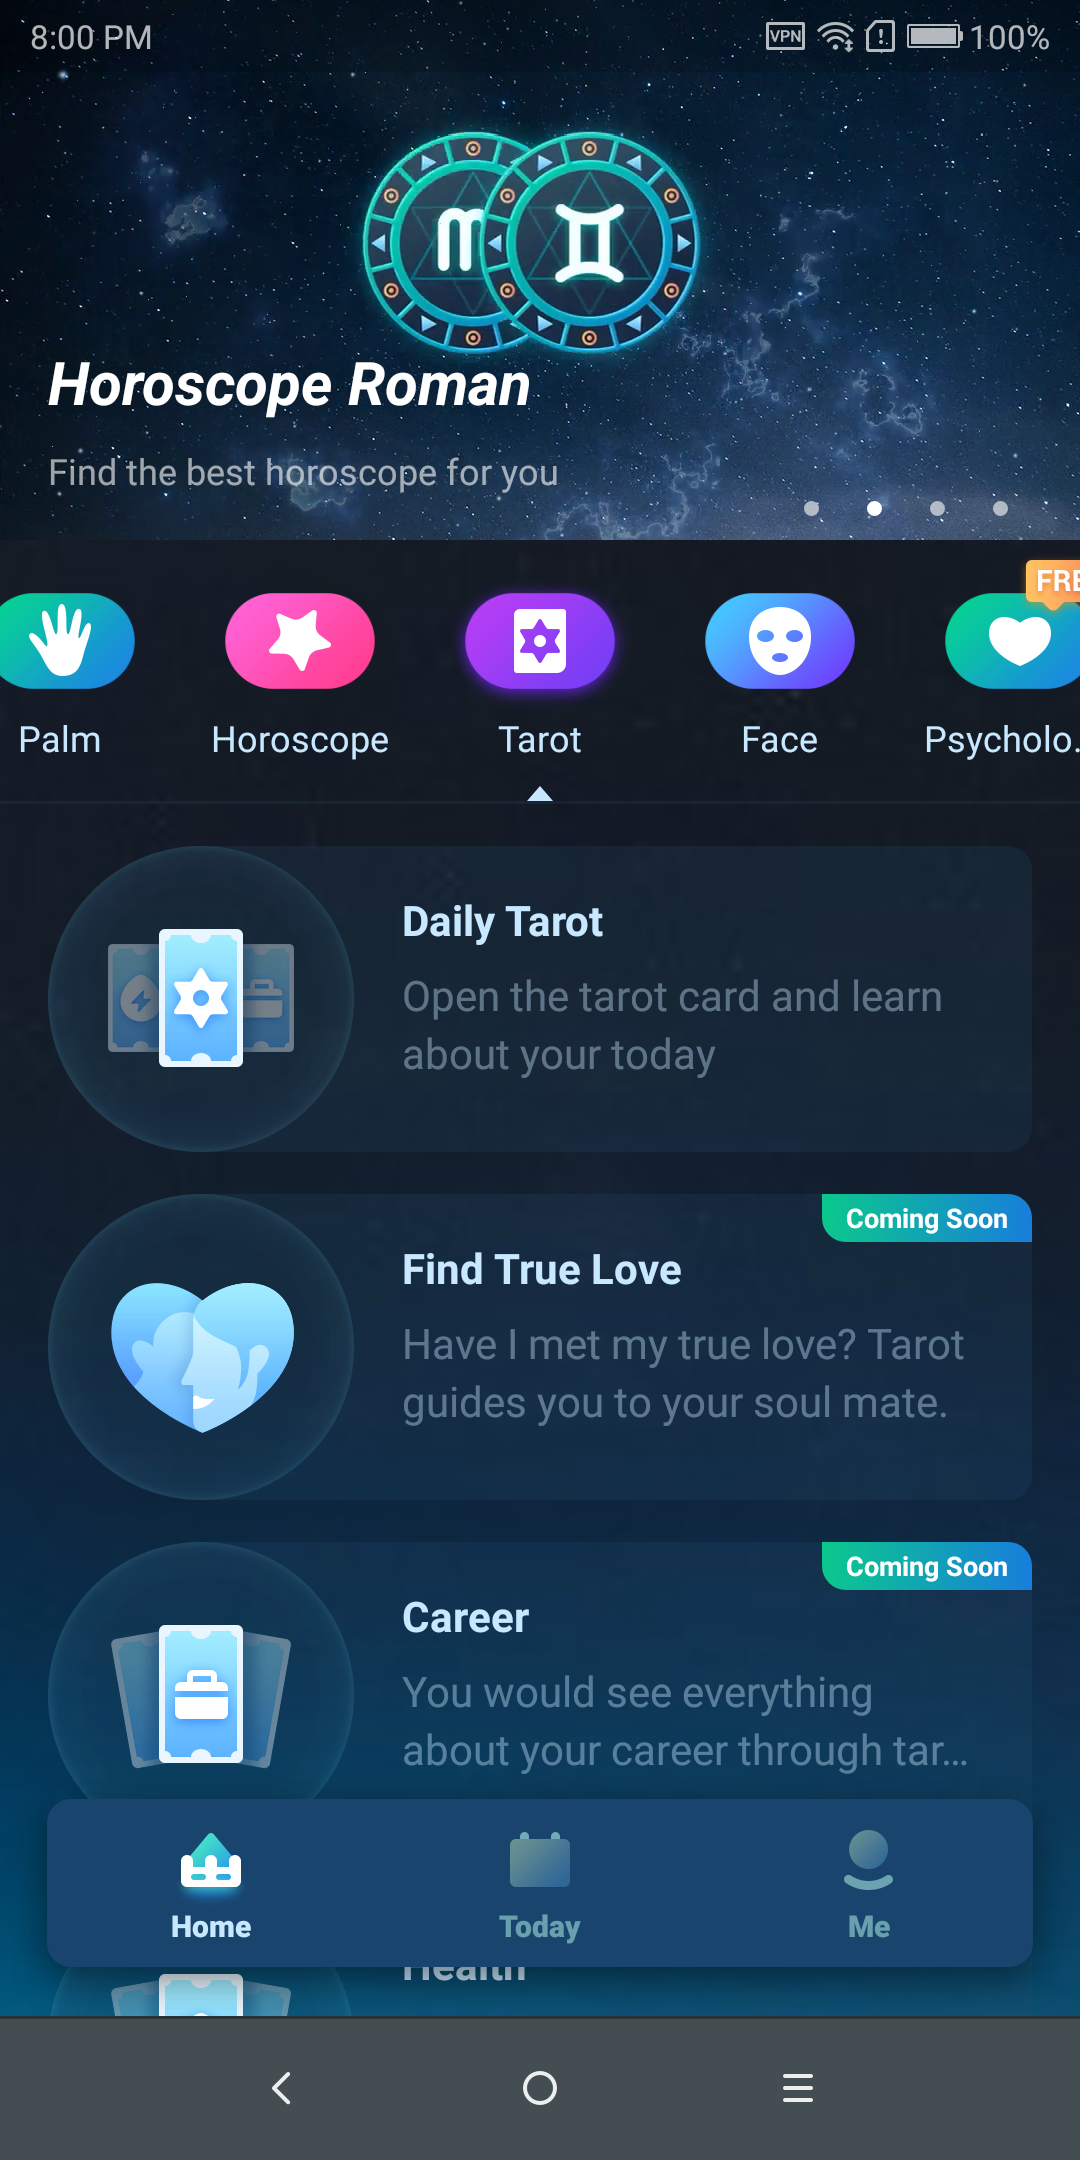 8:00 PM
VPN
100%
Horoscope Roman
Find the best horoscope for you
FRE
Palm
Horoscope
Tarot
Face
Psycholo.
Daily Tarot
Open the tarot card and learn
about your today
Coming Soon
Find True Love
Have I met my true love? Tarot
guides you to your soul mate.
Coming Soon
Career
You would see everything
about your career through tar...
Home
Today
Me
Health